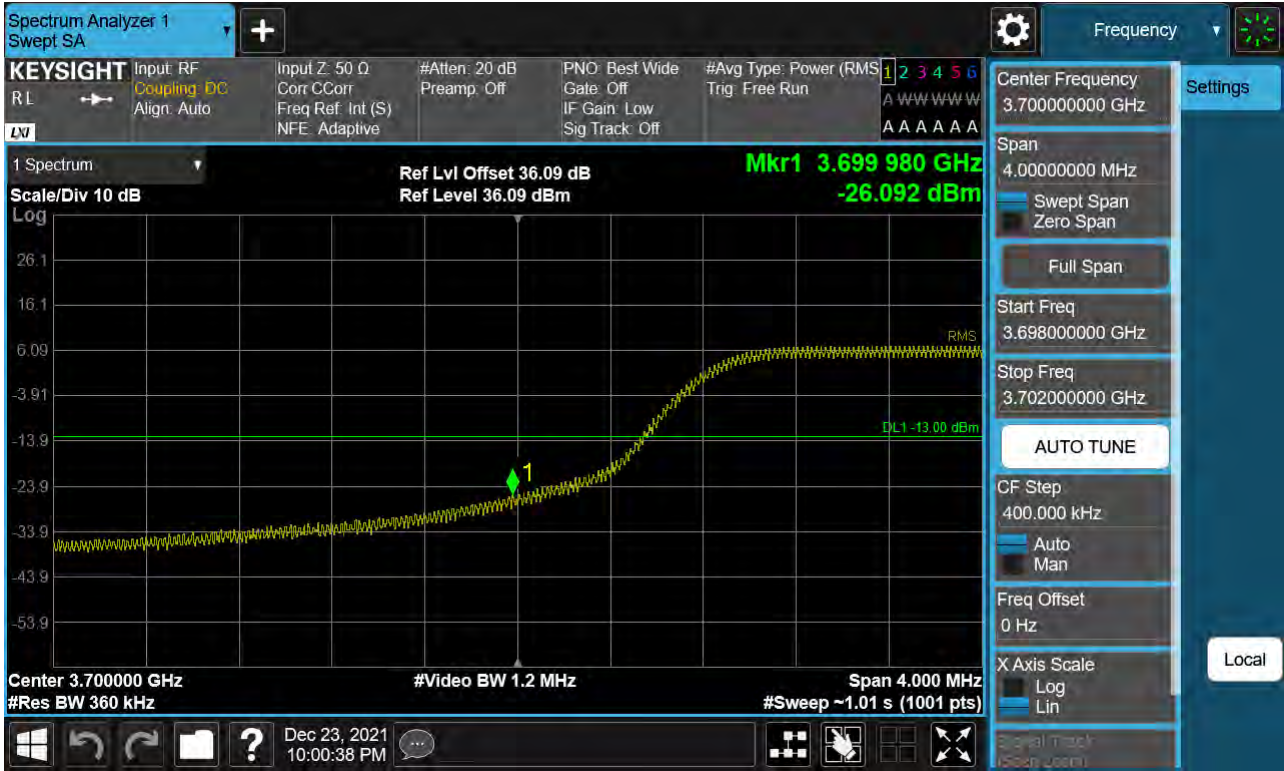 Spectrum Analyzer 1
Swept SA
Frequency
KEYSIGHT
RL
LXI
Input: RF
Coupling: DC
Align: Auto
Input Z: 50 Ω
Corr CCorr
Freq Ref: Int (S)
NFE: Adaptive
#Atten: 20 dB
Preamp: Off
PNO: Best Wide
Gate: Off
IF Gain: Low
Sig Track: Off
#Avg Type: Power (RMS
Trig: Free Run
1 2 3 4 5 6
A W W W W W
A A A A A A
1 Spectrum
Scale/Div 10 dB
Log
Ref Lvl Offset 36.09 dB
Ref Level 36.09 dBm
Mkr1 3.699 980 GHz
-26.092 dBm
26.1
16.1
6.09
-3.91
-13.9
-23.9
-33.9
-43.9
-53.9
RMS
DL1 -13.00 dBm
1
Center 3.700000 GHz
#Res BW 360 kHz
#Video BW 1.2 MHz
Span 4.000 MHz
#Sweep ~1.01 s (1001 pts)
Center Frequency
3.700000000 GHz
Span
4.00000000 MHz
Swept Span
Zero Span
Full Span
Start Freq
3.698000000 GHz
Stop Freq
3.702000000 GHz
AUTO TUNE
CF Step
400.000 kHz
Auto
Man
Freq Offset
0 Hz
X Axis Scale
Log
Lin
Signal Track
(Span Zoom)
Settings
Local
?
Dec 23, 2021
10:00:38 PM